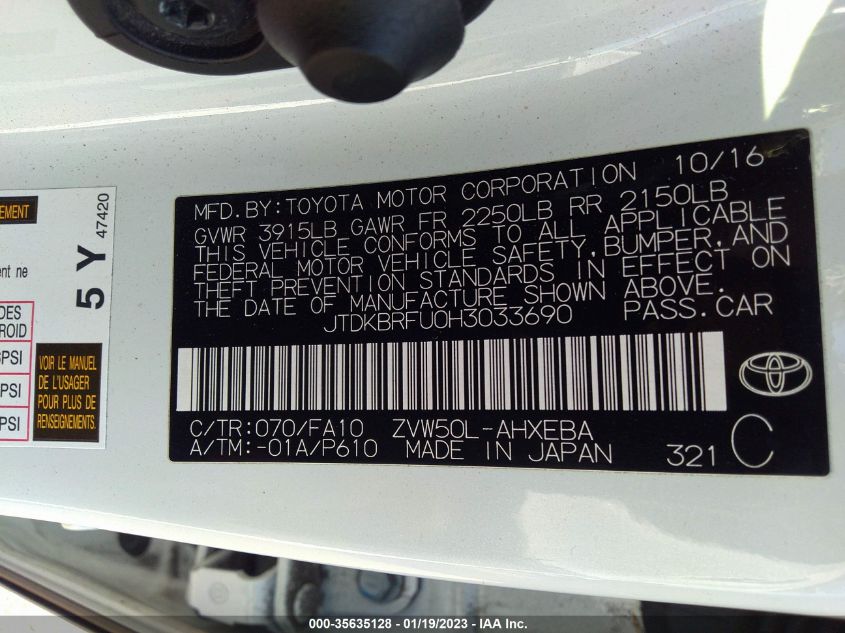 MFD. BY: TOYOTA MOTOR CORPORATION 10/16
GVWR 3915LB GAWR FR 2250LB RR 2150LB
THIS VEHICLE CONFORMS TO ALL APPLICABLE
FEDERAL MOTOR VEHICLE SAFETY, BUMPER, AND
THEFT PREVENTION STANDARDS IN EFFECT ON
THE DATE OF MANUFACTURE SHOWN ABOVE.
JTDKBRFU0H3033690 PASS.CAR
C/TR: 070/FA10 ZVW50L-AHXEBA
A/TM: -01A/P610 MADE IN JAPAN 321 C
EMENT
5 Y 47420
ent ne
DES
ROID
PSI
PSI
PSI
VOIR LE MANUEL
DE L'USAGER
POUR PLUS DE
RENSEIGNEMENTS.
000-35635128 - 01/19/2023 - IAA Inc.